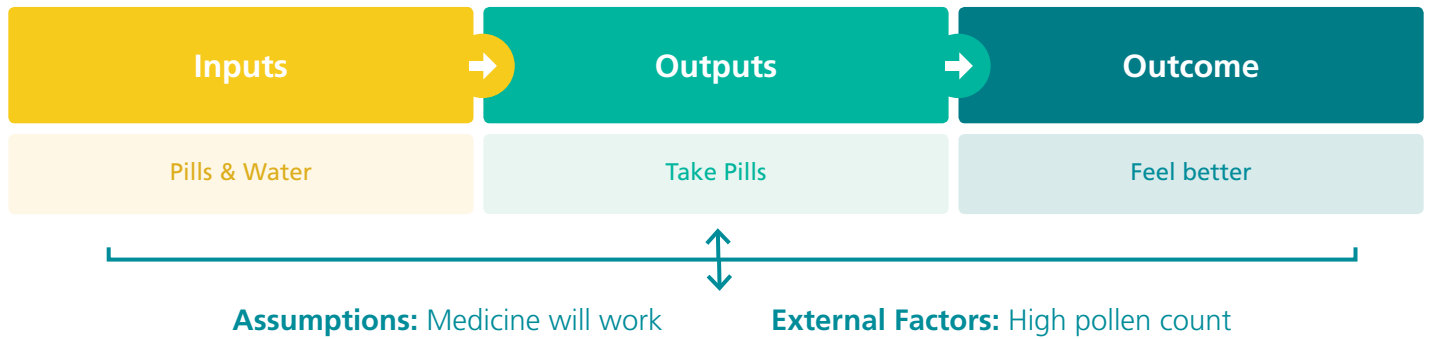 Inputs
Outputs
Outcome
Pills & Water
Take Pills
Feel better
Assumptions: Medicine will work
External Factors: High pollen count